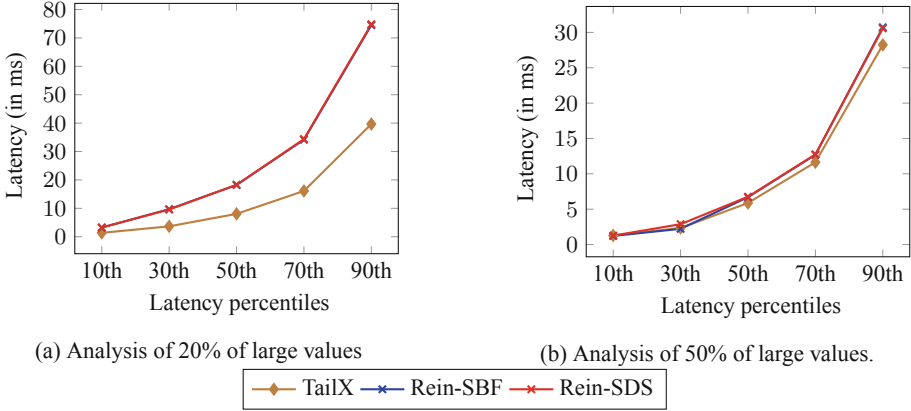 80
70
60
50
40
30
20
10
0
Latency (in ms)
10th 30th 50th 70th 90th
Latency percentiles
(a) Analysis of 20% of large values
30
25
20
15
10
5
0
Latency (in ms)
10th 30th 50th 70th 90th
Latency percentiles
(b) Analysis of 50% of large values.
TailX Rein-SBF Rein-SDS